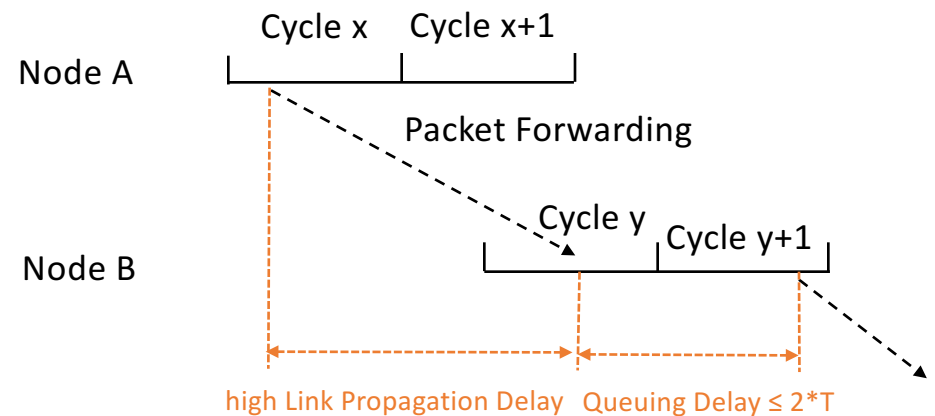 Cycle x Cycle x+1
Node A
Packet Forwarding
Cycle y Cycle y+1
Node B
high Link Propagation Delay Queuing Delay ≤ 2*T